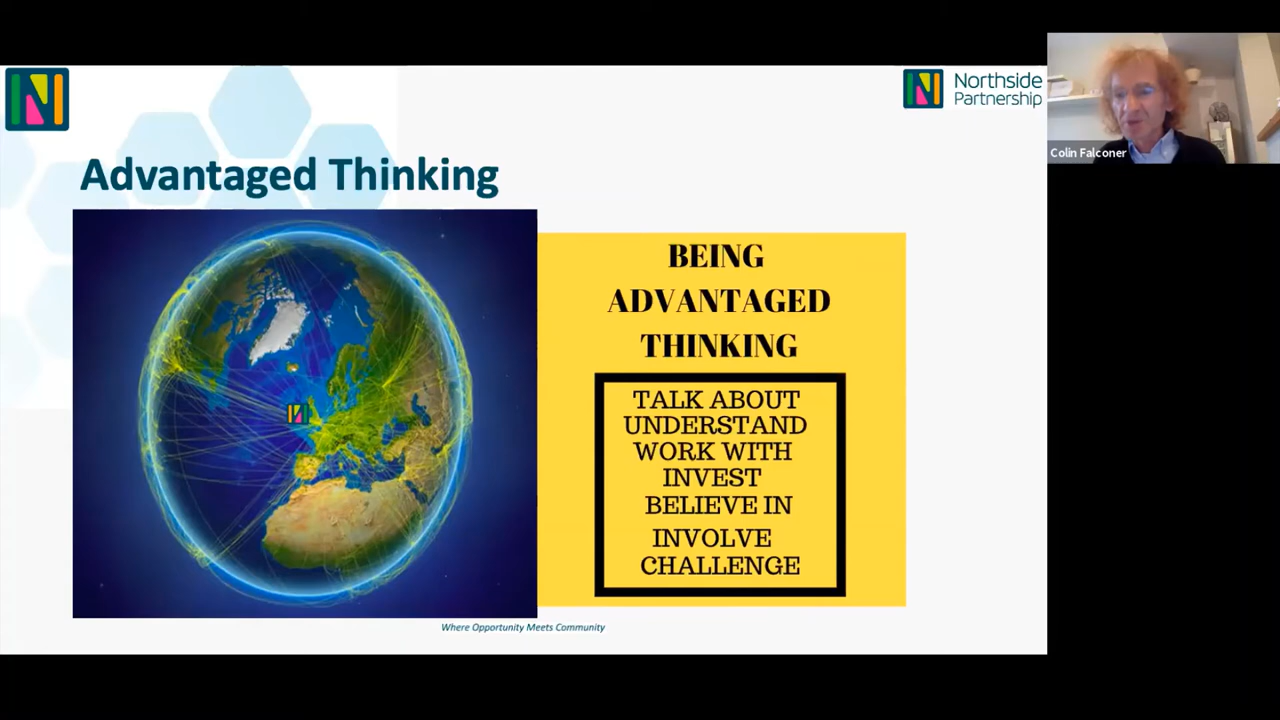 Northside
Partnership
Colin Falconer
Advantaged Thinking
BEING
ADVANTAGED
THINKING
TALK ABOUT
UNDERSTAND
WORK WITH
INVEST
BELIEVE IN
INVOLVE
CHALLENGE
Where Opportunity Meets Community